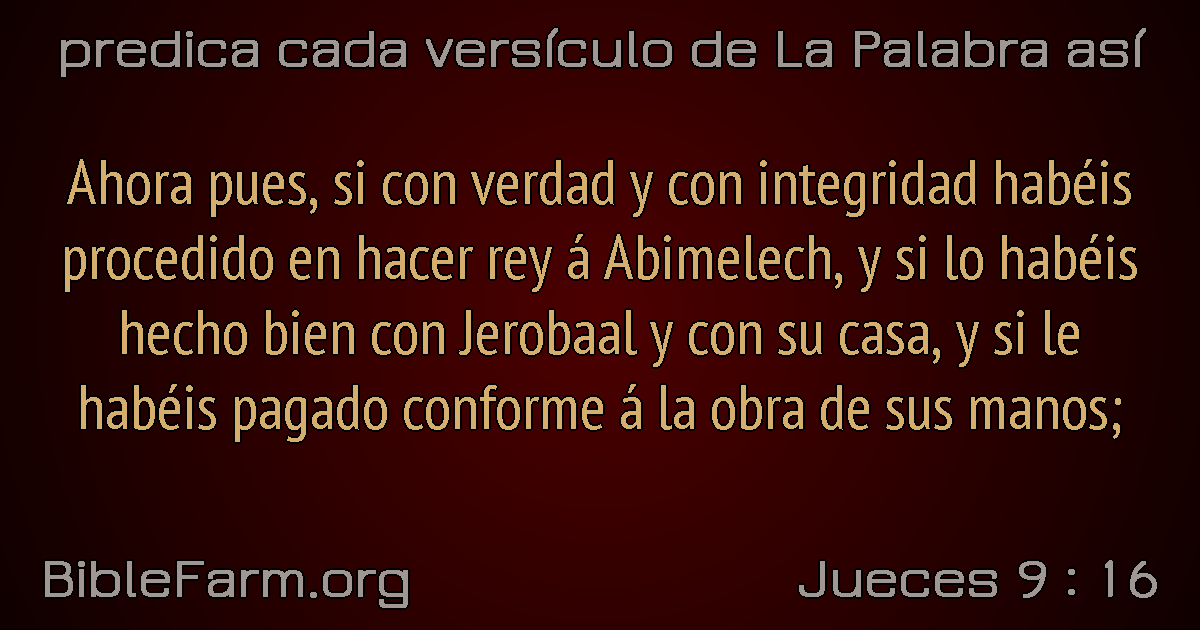 predica cada versículo de La Palabra así
Ahora pues, si con verdad y con integridad habéis
procedido en hacer rey á Abimelech, y si lo habéis
hecho bien con Jerobaal y con su casa, y si le
habéis pagado conforme á la obra de sus manos;
BibleFarm.org
Jueces 9 : 16